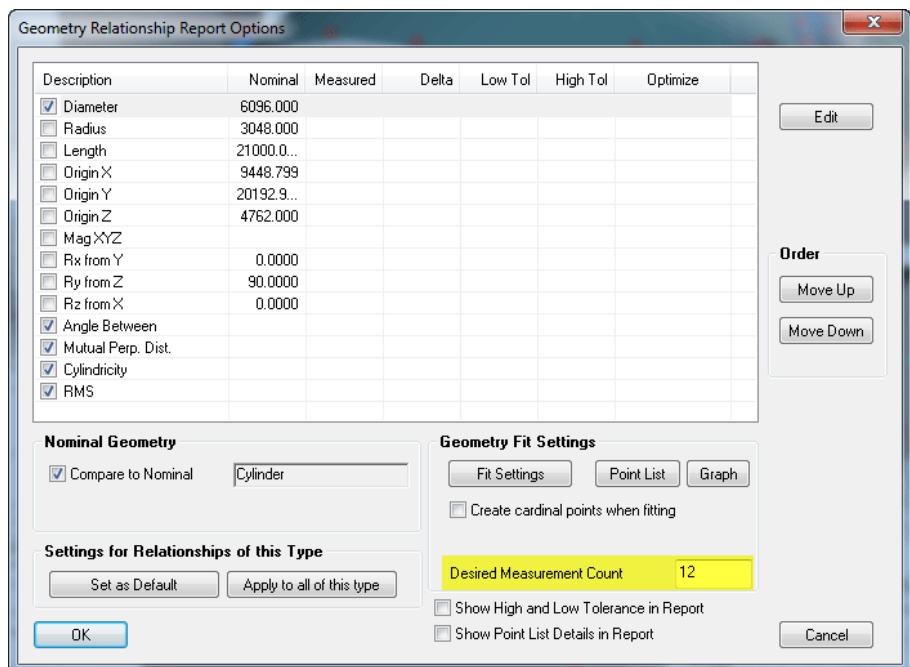 Geometry Relationship Report Options
Description Nominal Measured Delta Low Tol High Tol Optimize
Diameter 6096.000
Radius 3048.000
Length 21000.0...
Origin X 9448.799
Origin Y 20192.9...
Origin Z 4762.000
Mag XYZ
Rx from Y 0.0000
Ry from Z 90.0000
Rz from X 0.0000
Angle Between
Mutual Perp. Dist.
Cylindricity
RMS
Edit
Order
Move Up
Move Down
Nominal Geometry
Compare to Nominal Cylinder
Geometry Fit Settings
Fit Settings Point List Graph
Create cardinal points when fitting
Desired Measurement Count 12
Settings for Relationships of this Type
Set as Default Apply to all of this type
Show High and Low Tolerance in Report
Show Point List Details in Report
OK
Cancel